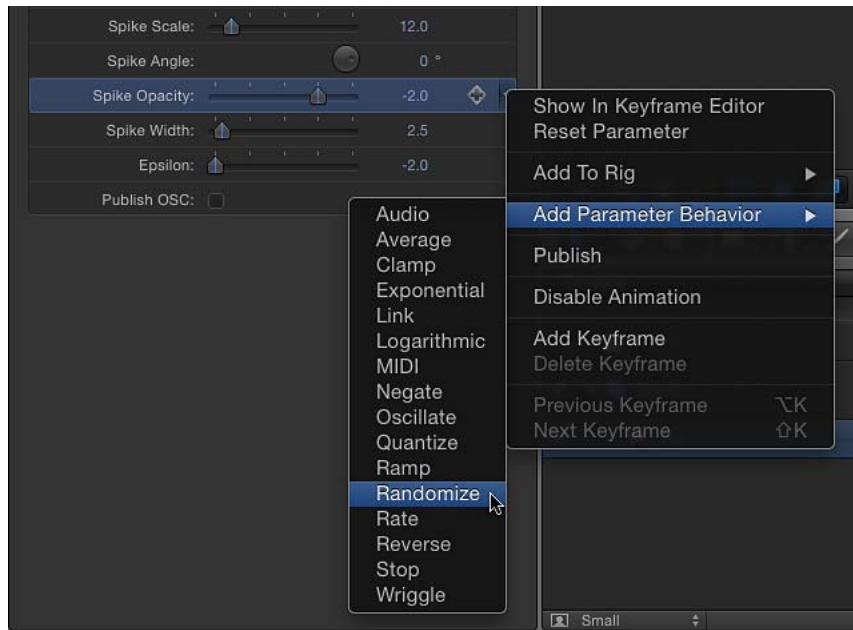 Spike Scale: 12.0
Spike Angle: 0 °
Spike Opacity: -2.0
Spike Width: 2.5
Epsilon: -2.0
Publish OSC:
Show In Keyframe Editor
Reset Parameter
Add To Rig
Add Parameter Behavior
Publish
Disable Animation
Add Keyframe
Delete Keyframe
Previous Keyframe ⌥K
Next Keyframe ⇧K
Audio
Average
Clamp
Exponential
Link
Logarithmic
MIDI
Negate
Oscillate
Quantize
Ramp
Randomize
Rate
Reverse
Stop
Wriggle
Small